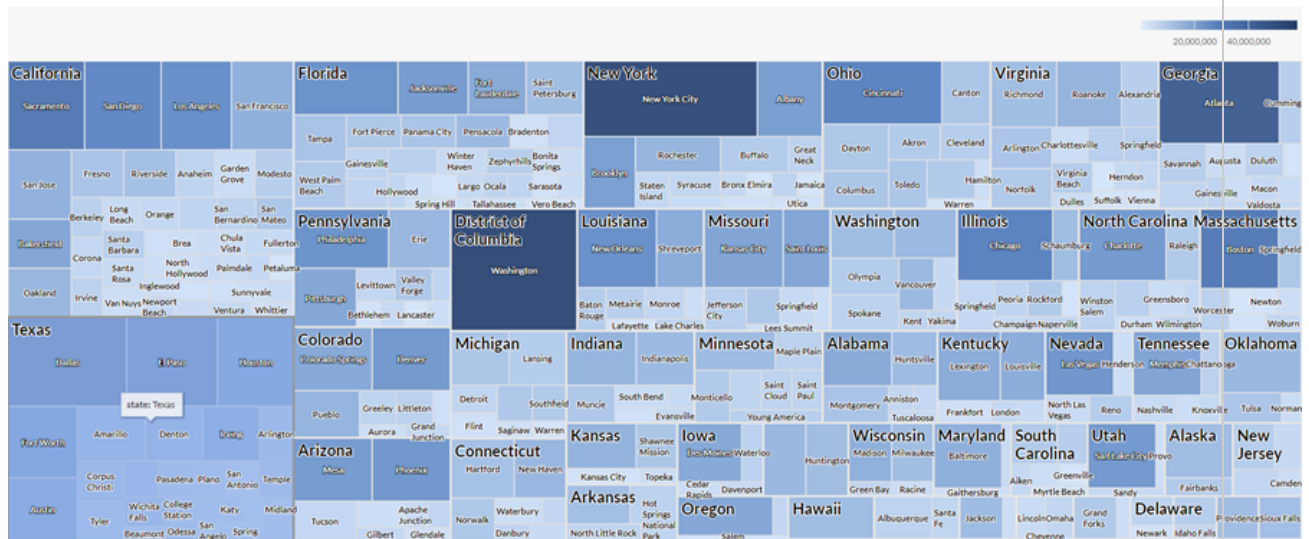 20,000,000 40,000,000
California
Sacramento San Diego Los Angeles San Francisco
San Jose Fresno Riverside Anaheim Garden Grove Modesto
Berkeley Long Beach Orange San Bernardino San Mateo
Bakersfield Corona Santa Barbara Brea Chula Vista Fullerton
Santa Rosa North Hollywood Palmdale Petaluma
Inglewood
Oakland Irvine Van Nuys Newport Beach Sunnyvale
Ventura Whittier
Florida
Jacksonville Fort Lauderdale Saint Petersburg
Tampa Fort Pierce Panama City Pensacola Bradenton
Gainesville Winter Haven Zephyrhills Bonita Springs
West Palm Beach Hollywood Largo Ocala Sarasota
Spring Hill Tallahassee Vero Beach
New York
New York City Albany
Rochester Buffalo Great Neck
Brooklyn Staten Island Syracuse Bronx Elmira Jamaica
Utica
Ohio
Cincinnati Canton
Dayton Akron Cleveland
Columbus Toledo Hamilton
Warren
Virginia
Richmond Roanoke Alexandria
Arlington Charlottesville Springfield
Norfolk Virginia Beach Herndon
Dulles Suffolk Vienna
Georgia
Atlanta Cumming
Savannah Augusta Duluth
Gainesville Macon
Valdosta
Pennsylvania
Philadelphia Erie
Pittsburgh Levittown Valley Forge
Bethlehem Lancaster
District of Columbia
Washington
Louisiana
New Orleans Shreveport
Baton Rouge Metairie Monroe
Lafayette Lake Charles
Missouri
Kansas City Saint Louis
Jefferson City Springfield
Lees Summit
Washington
Olympia Vancouver
Spokane
Kent Yakima
Illinois
Chicago Schaumburg
Springfield Peoria Rockford
Champaign Naperville
North Carolina
Charlotte Raleigh
Winston Salem Greensboro
Durham Wilmington
Massachusetts
Boston Springfield
Worcester Newton
Woburn
Texas
Dallas El Paso Houston
state: Texas
Fort Worth Amarillo Denton Irving Arlington
Corpus Christi Pasadena Plano San Antonio Temple
Austin Tyler Wichita Falls College Station Katy Midland
Beaumont Odessa San Angelo Spring
Colorado
Colorado Springs Denver
Pueblo Greeley Littleton
Aurora Grand Junction
Michigan
Lansing
Detroit Southfield
Flint Saginaw Warren
Indiana
Indianapolis
Muncie South Bend
Evansville
Minnesota
Maple Plain
Monticello Saint Cloud Saint Paul
Young America
Alabama
Huntsville
Montgomery Anniston
Tuscaloosa
Kentucky
Lexington Louisville
Frankfort London
Nevada
Las Vegas Henderson
North Las Vegas Reno
Tennessee
Memphis Chattanooga
Nashville Knoxville
Oklahoma
Tulsa Norman
Arizona
Mesa Phoenix
Tucson Apache Junction
Gilbert Glendale
Connecticut
Hartford New Haven
Norwalk Waterbury
Danbury
Kansas
Shawnee Mission
Kansas City Topeka
Arkansas
Hot Springs National Park
North Little Rock
Iowa
Des Moines Waterloo
Cedar Rapids Davenport
Oregon
Salem
Huntington
Hawaii
Wisconsin
Madison Milwaukee
Green Bay Racine
Maryland
Baltimore
Gaithersburg
South Carolina
Aiken Greenville
Myrtle Beach
Utah
Salt Lake City Provo
Sandy
Alaska
Fairbanks
New Jersey
Camden
Albuquerque Santa Fe
Jackson
Lincoln Omaha
Cheyenne
Grand Forks
Delaware
Newark Idaho Falls
Providence Sioux Falls